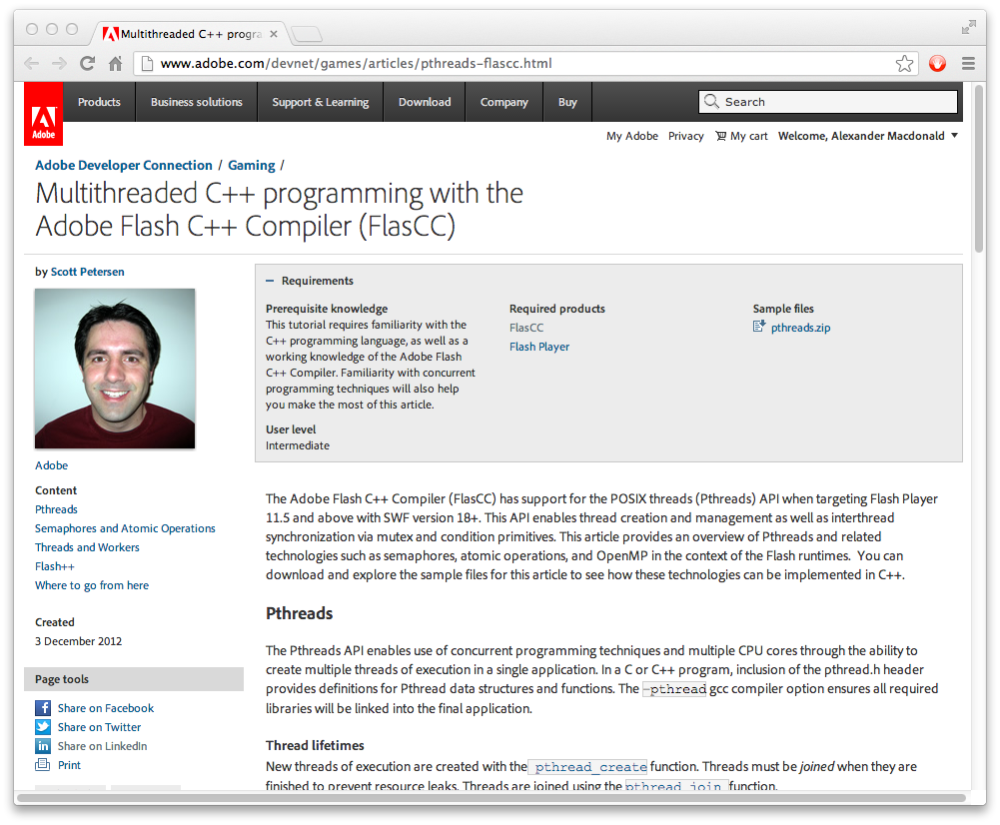 Multithreaded C++ progra
www.adobe.com/devnet/games/articles/pthreads-flascc.html
Adobe
Products
Business solutions
Support & Learning
Download
Company
Buy
Search
My Adobe
Privacy
My cart
Welcome, Alexander Macdonald
Adobe Developer Connection / Gaming /
Multithreaded C++ programming with the
Adobe Flash C++ Compiler (FlasCC)
by Scott Petersen
Adobe
Content
Pthreads
Semaphores and Atomic Operations
Threads and Workers
Flash++
Where to go from here
Created
3 December 2012
Page tools
Share on Facebook
Share on Twitter
Share on LinkedIn
Print
Requirements
Prerequisite knowledge
This tutorial requires familiarity with the
C++ programming language, as well as a
working knowledge of the Adobe Flash
C++ Compiler. Familiarity with concurrent
programming techniques will also help
you make the most of this article.
User level
Intermediate
Required products
FlasCC
Flash Player
Sample files
pthreads.zip
The Adobe Flash C++ Compiler (FlasCC) has support for the POSIX threads (Pthreads) API when targeting Flash Player
11.5 and above with SWF version 18+. This API enables thread creation and management as well as interthread
synchronization via mutex and condition primitives. This article provides an overview of Pthreads and related
technologies such as semaphores, atomic operations, and OpenMP in the context of the Flash runtimes.  You can
download and explore the sample files for this article to see how these technologies can be implemented in C++.
Pthreads
The Pthreads API enables use of concurrent programming techniques and multiple CPU cores through the ability to
create multiple threads of execution in a single application. In a C or C++ program, inclusion of the pthread.h header
provides definitions for Pthread data structures and functions. The -pthread gcc compiler option ensures all required
libraries will be linked into the final application.
Thread lifetimes
New threads of execution are created with the pthread_create function. Threads must be joined when they are
finished to prevent resource leaks. Threads are joined using the pthread_join function.